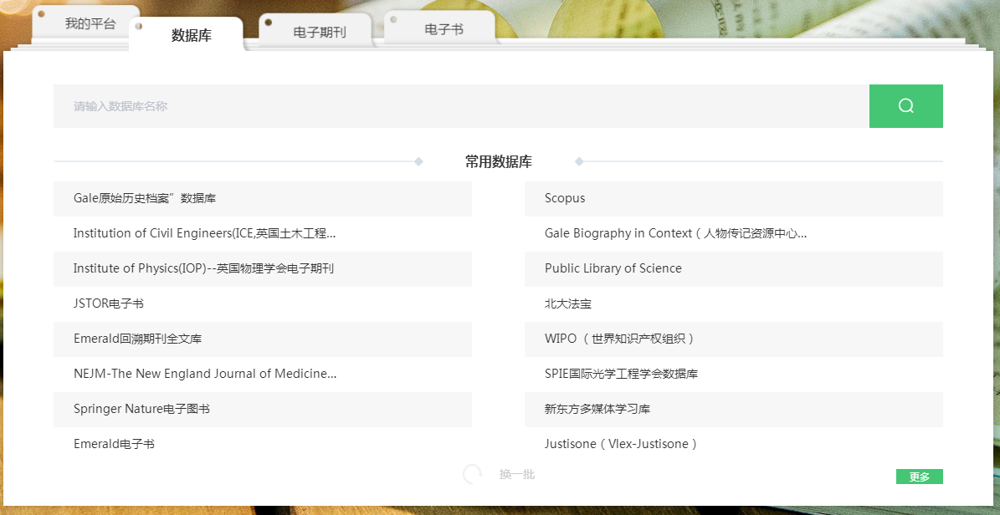 我的平台
数据库
电子期刊
电子书
请输入数据库名称
常用数据库
Gale原始历史档案”数据库
Scopus
Institution of Civil Engineers(ICE,英国土木工程...
Gale Biography in Context（人物传记资源中心...
Institute of Physics(IOP)--英国物理学会电子期刊
Public Library of Science
JSTOR电子书
北大法宝
Emerald回溯期刊全文库
WIPO （世界知识产权组织）
NEJM-The New England Journal of Medicine...
SPIE国际光学工程学会数据库
Springer Nature电子图书
新东方多媒体学习库
Emerald电子书
Justisone（Vlex-Justisone）
换一批
更多